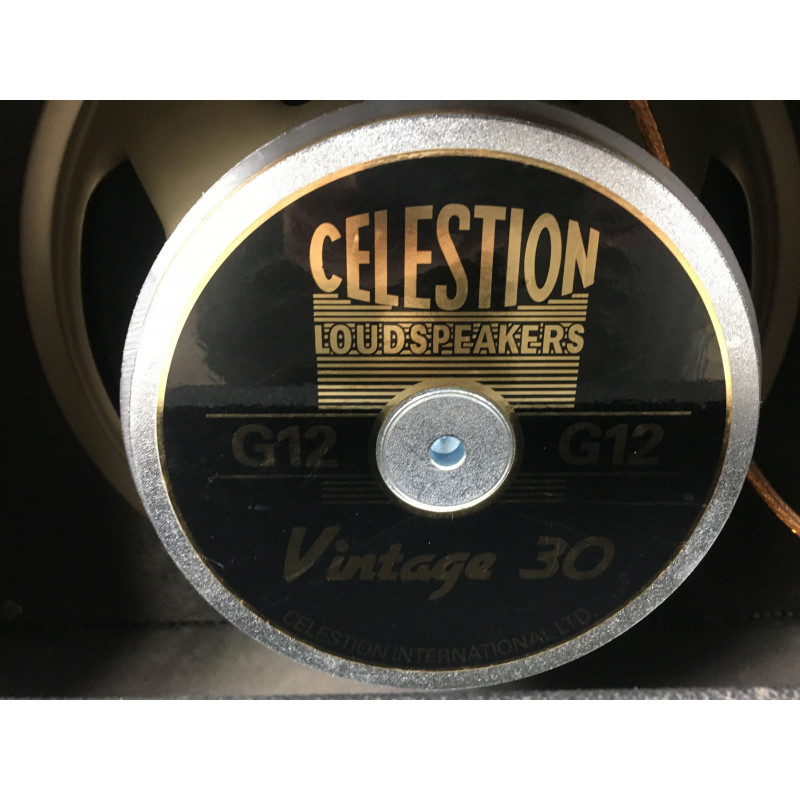 CELESTION
LOUDSPEAKERS
G12 G12
Vintage 30
CELESTION INTERNATIONAL LTD.